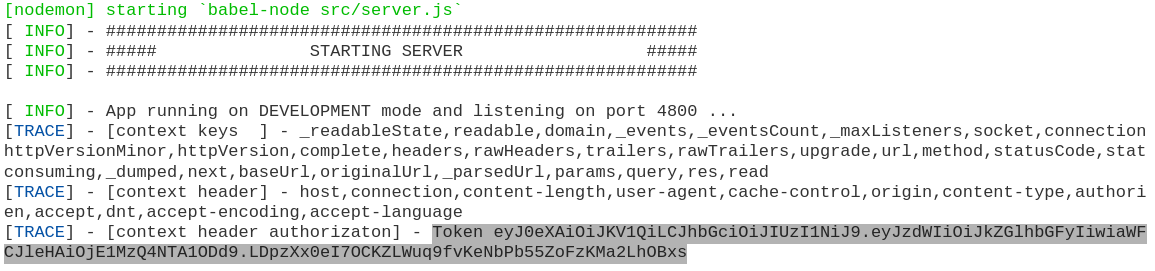 [nodemon] starting `babel-node src/server.js`
[ INFO] - ##########################################################
[ INFO] - #####               STARTING SERVER                  #####
[ INFO] - ##########################################################
[ INFO] - App running on DEVELOPMENT mode and listening on port 4800 ...
[TRACE] - [context keys  ] - _readableState,readable,domain,_events,_eventsCount,_maxListeners,socket,connection
httpVersionMinor,httpVersion,complete,headers,rawHeaders,trailers,rawTrailers,upgrade,url,method,statusCode,stat
consuming,_dumped,next,baseUrl,originalUrl,_parsedUrl,params,query,res,read
[TRACE] - [context header] - host,connection,content-length,user-agent,cache-control,origin,content-type,authori
en,accept,dnt,accept-encoding,accept-language
[TRACE] - [context header authorizaton] - Token eyJ0eXAiOiJKV1QiLCJhbGciOiJIUzI1NiJ9.eyJzdWIiOiJkZGlhbGFyIiwiaWF
CJleHAiOjE1MzQ4NTA1ODd9.LDpzXx0eI7OCKZLWuq9fvKeNbPb55ZoFzKMa2LhOBxs